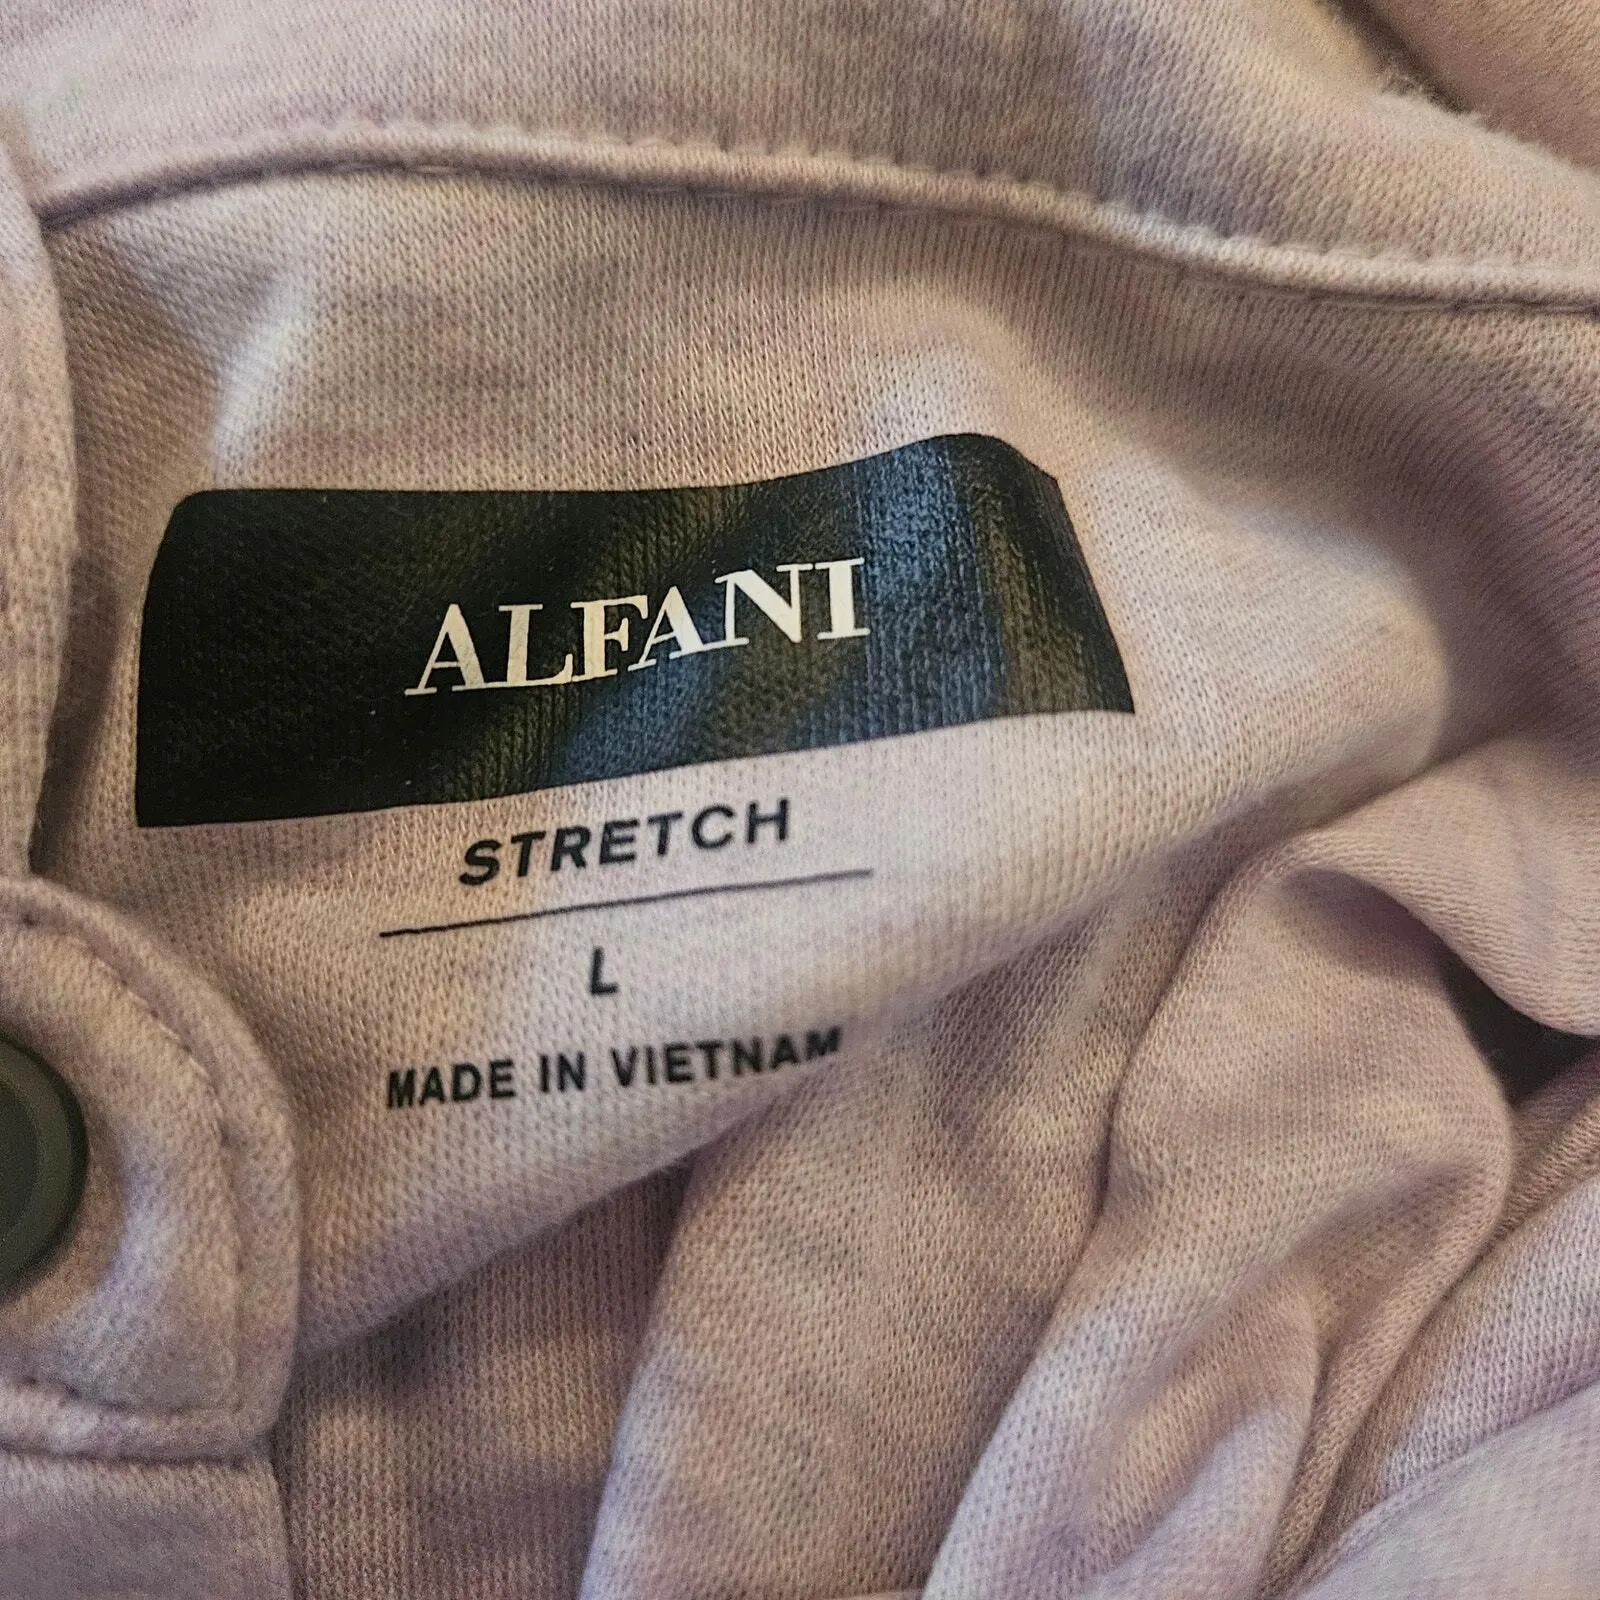 ALFANI
STRETCH
L
MADE IN VIETNAM